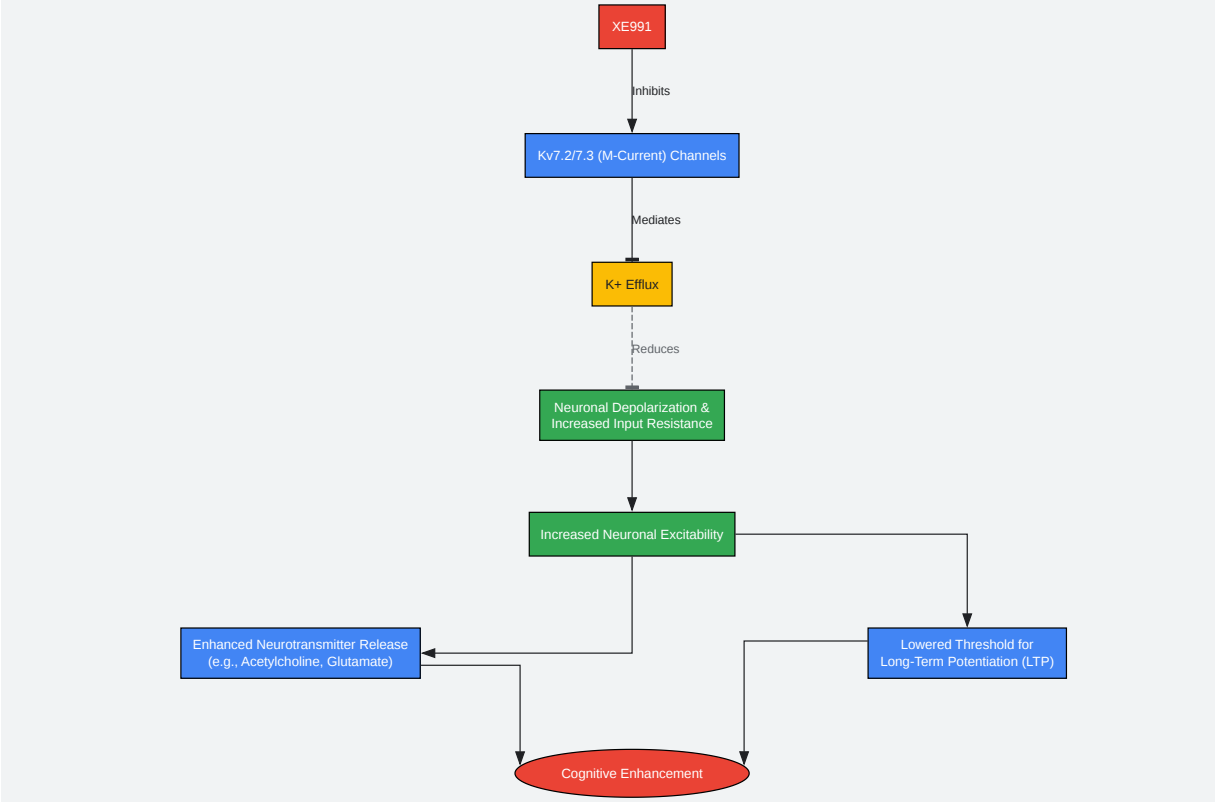 XE991
Inhibits
Kv7.2/7.3 (M-Current) Channels
Mediates
K+ Efflux
Reduces
Neuronal Depolarization &
Increased Input Resistance
Increased Neuronal Excitability
Enhanced Neurotransmitter Release
(e.g., Acetylcholine, Glutamate)
Lowered Threshold for
Long-Term Potentiation (LTP)
Cognitive Enhancement